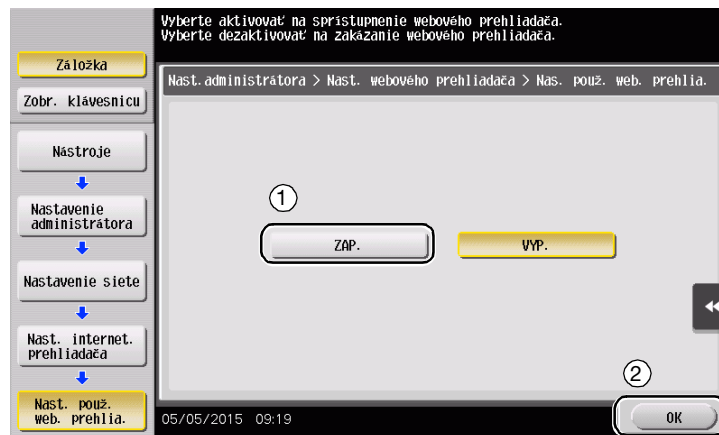 Vyberte aktivovať na sprístupnenie webového prehliadača.
Vyberte dezaktivovať na zakázanie webového prehliadača.
Záložka
Zobr. klávesnicu
Nástroje
Nastavenie
administrátora
Nastavenie siete
Nast. internet.
prehliadača
Nast. použ.
web. prehlia.
Nast.administrátora > Nast. webového prehliadača > Nas. použ. web. prehlia.
1
ZAP.
VYP.
2
05/05/2015 09:19
OK